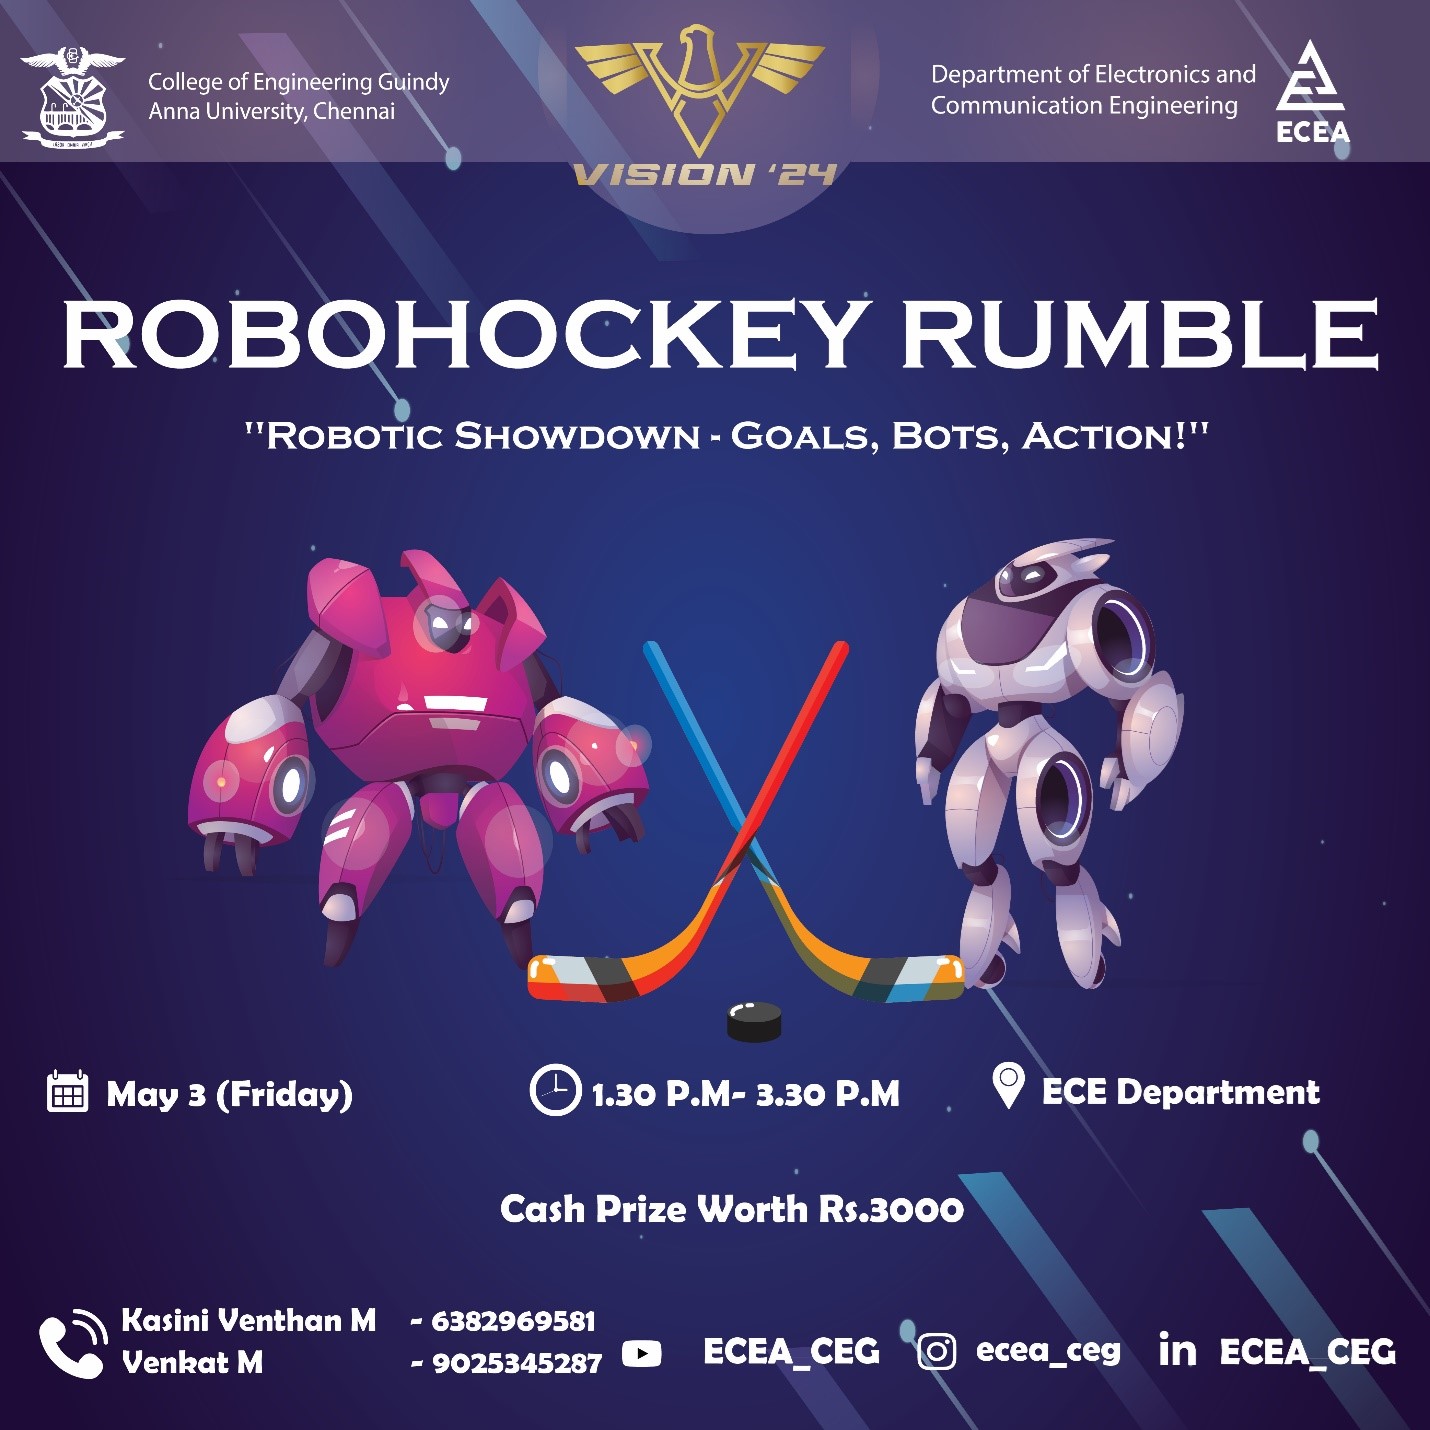 College of Engineering Guindy
Anna University, Chennai
VISION '24
Department of Electronics and
Communication Engineering
ECEA
ROBOHOCKEY RUMBLE
"ROBOTIC SHOWDOWN - GOALS, BOTS, ACTION!"
May 3 (Friday)
1.30 P.M- 3.30 P.M
ECE Department
Cash Prize Worth Rs.3000
Kasini Venthan M - 6382969581
Venkat M - 9025345287
ECEA_CEG
ecea_ceg
in ECEA_CEG